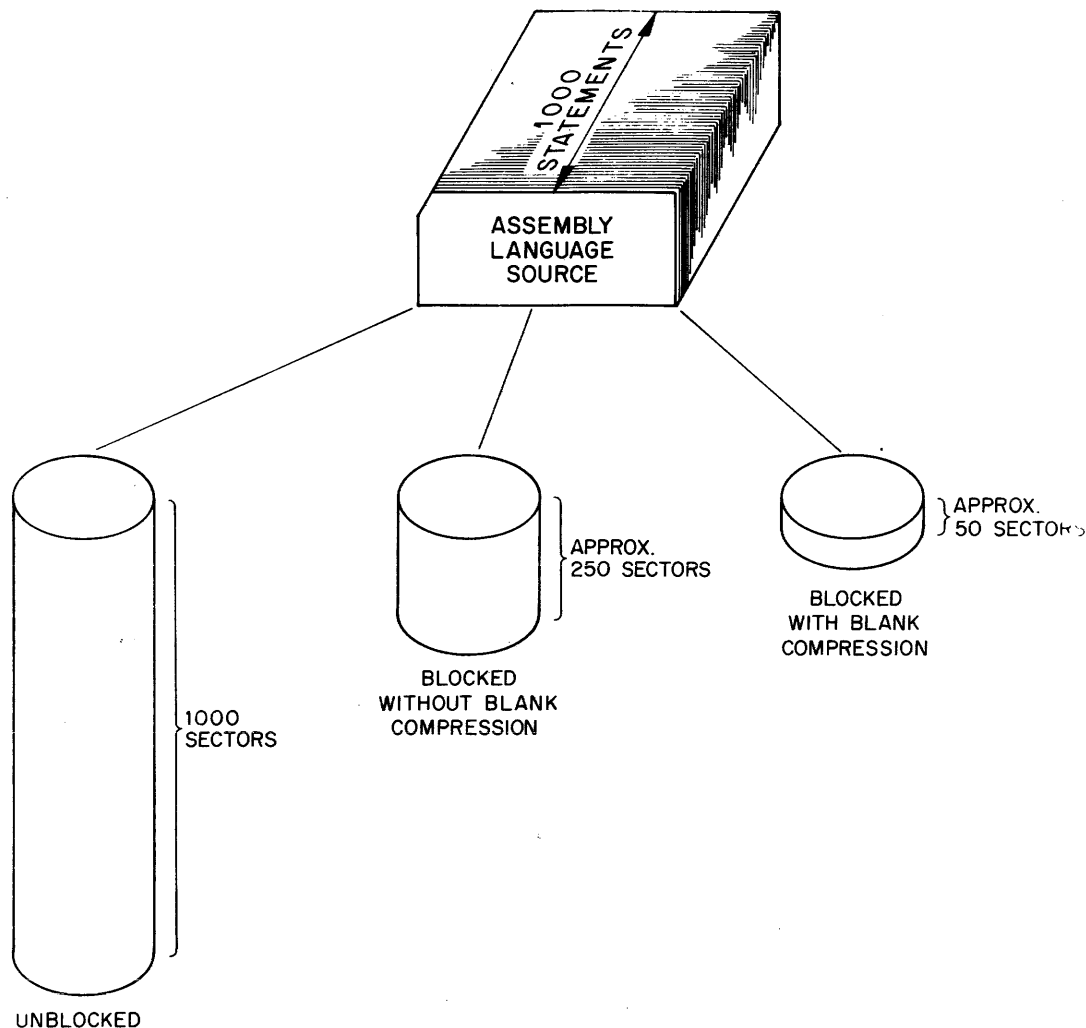 1000
STATEMENTS
ASSEMBLY
LANGUAGE
SOURCE
1000
SECTORS
UNBLOCKED
APPROX.
250 SECTORS
BLOCKED
WITHOUT BLANK
COMPRESSION
APPROX.
50 SECTORS
BLOCKED
WITH BLANK
COMPRESSION